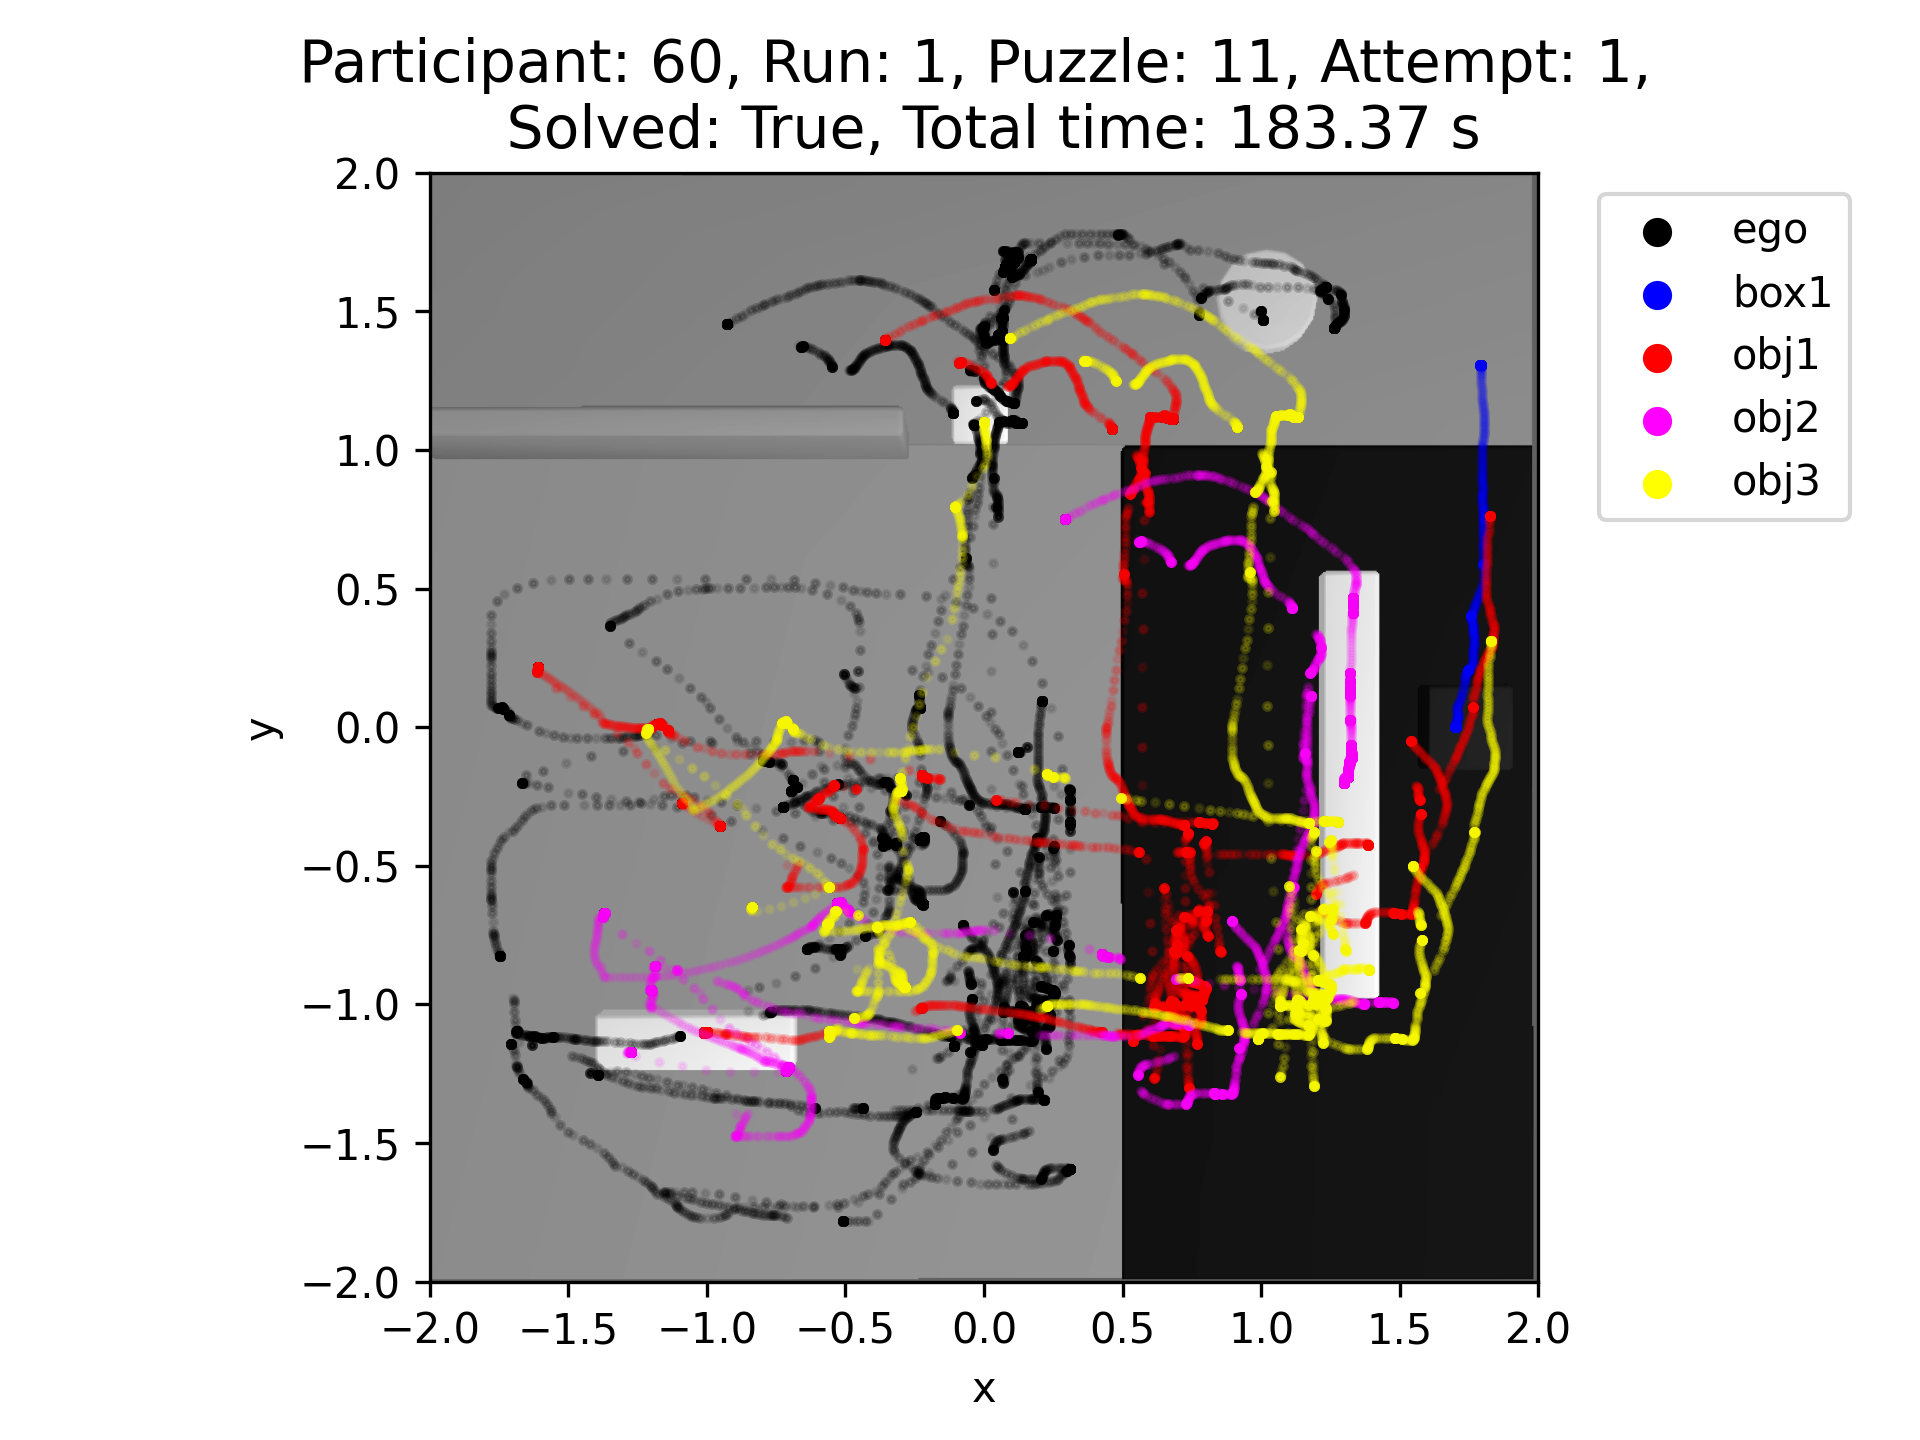 Participant: 60, Run: 1, Puzzle: 11, Attempt: 1,
Solved: True, Total time: 183.37 s
2.0
1.5
1.0
0.5
0.0
−0.5
−1.0
−1.5
−2.0
y
−2.0 −1.5 −1.0 −0.5 0.0 0.5 1.0 1.5 2.0
x
ego
box1
obj1
obj2
obj3